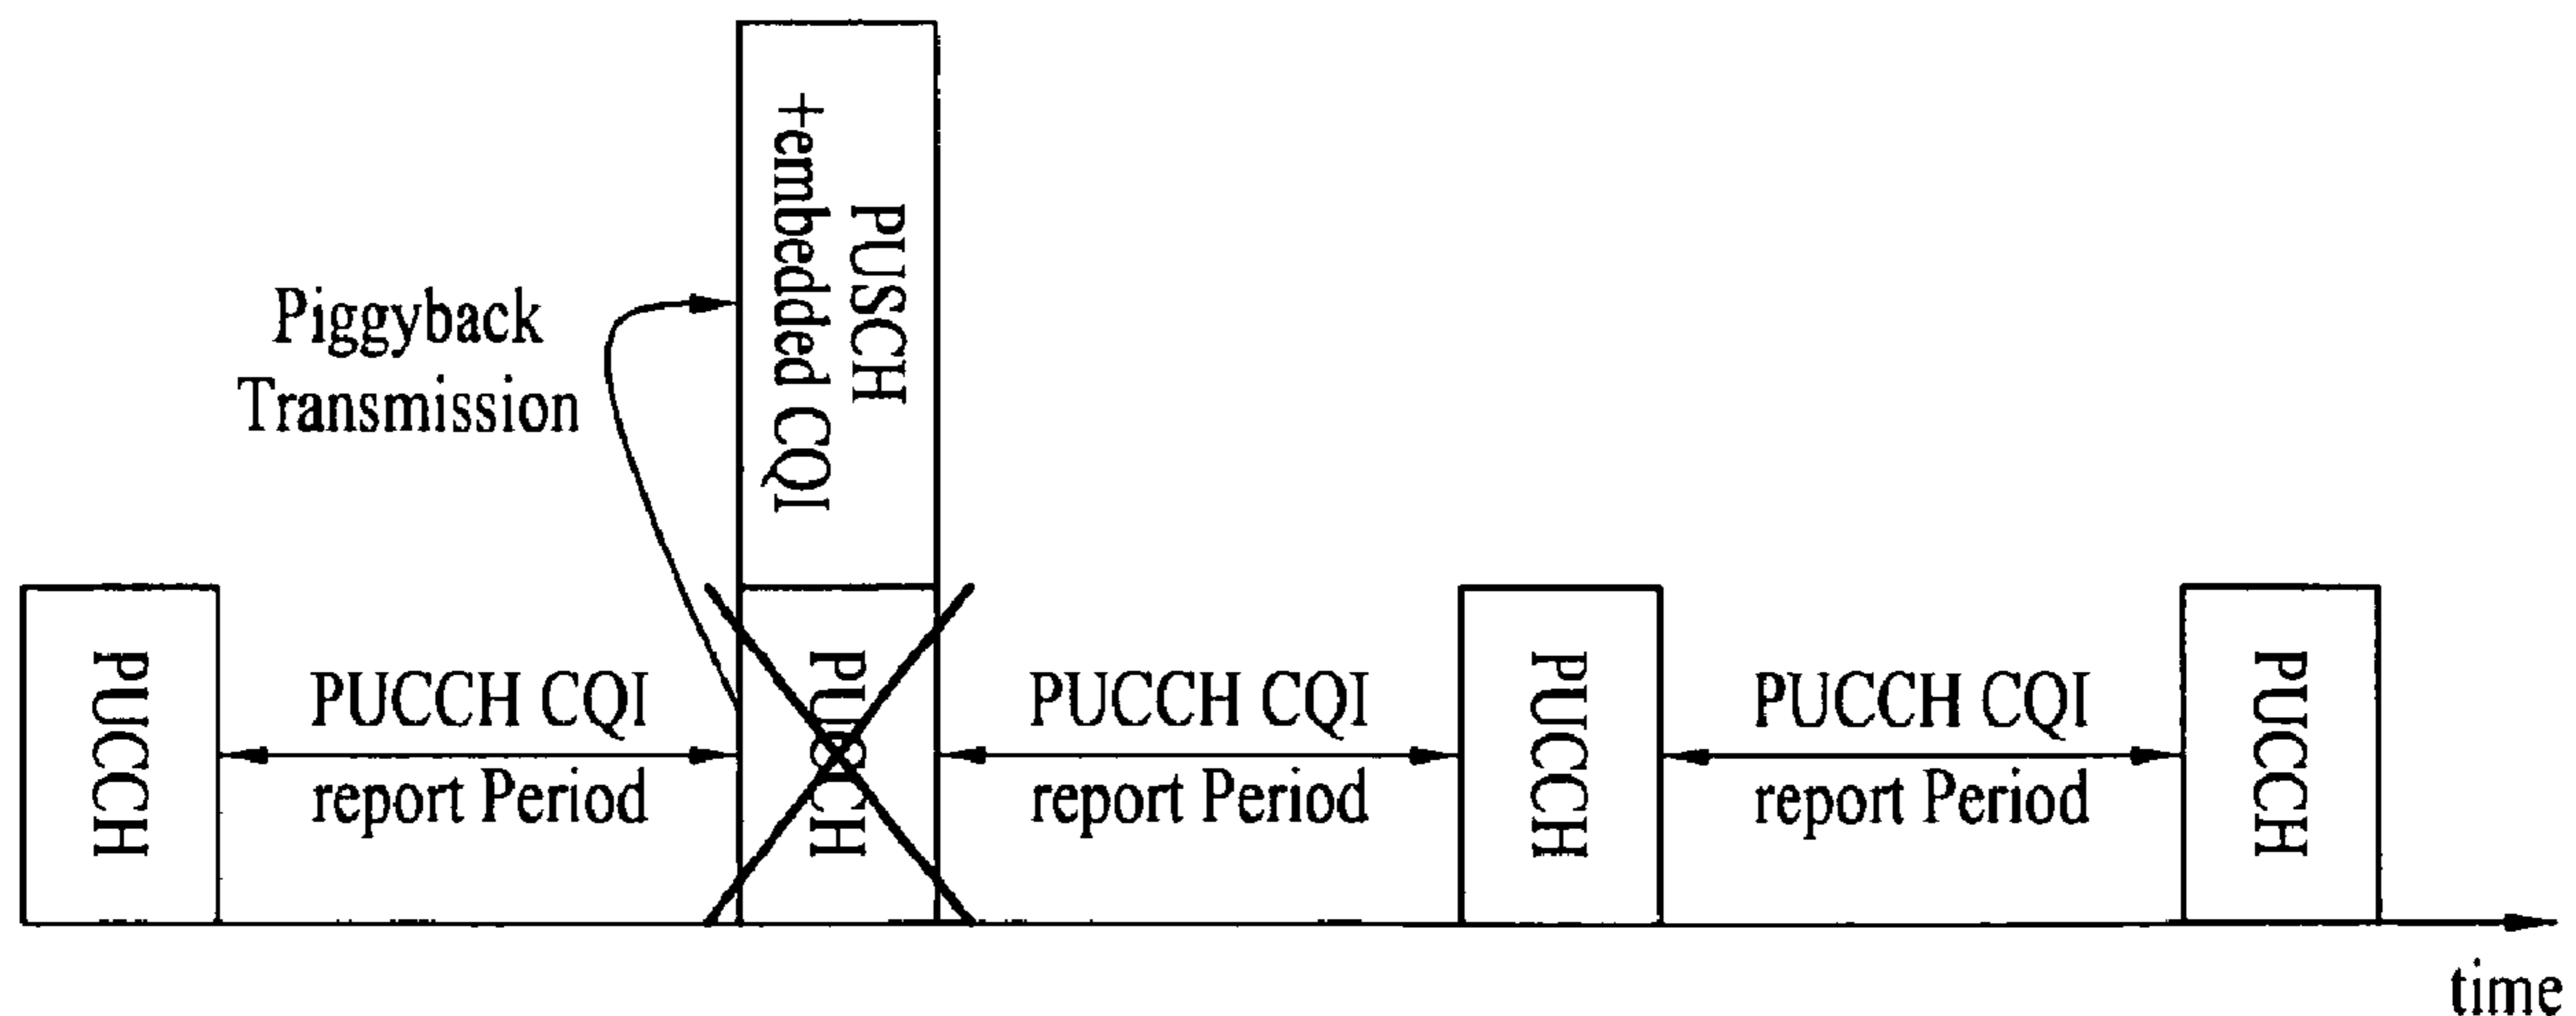 PUSCH
+embedded CQI
Piggyback
Transmission
PUCCH
PUCCH CQI
report Period
PUCCH
PUCCH CQI
report Period
PUCCH
PUCCH CQI
report Period
PUCCH
time